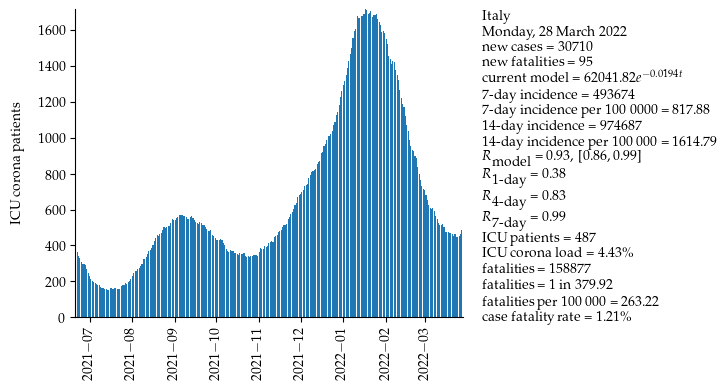 ICU corona patients
1600
1400
1200
1000
800
600
400
200
0
2021−07
2021−08
2021−09
2021−10
2021−11
2021−12
2022−01
2022−02
2022−03
Italy
Monday, 28 March 2022
new cases = 30710
new fatalities = 95
current model = 62041.82e^{−0.0194t}
7-day incidence = 493674
7-day incidence per 100 0000 = 817.88
14-day incidence = 974687
14-day incidence per 100 000 = 1614.79
R_model = 0.93, [0.86, 0.99]
R_1-day = 0.38
R_4-day = 0.83
R_7-day = 0.99
ICU patients = 487
ICU corona load = 4.43%
fatalities = 158877
fatalities = 1 in 379.92
fatalities per 100 000 = 263.22
case fatality rate = 1.21%